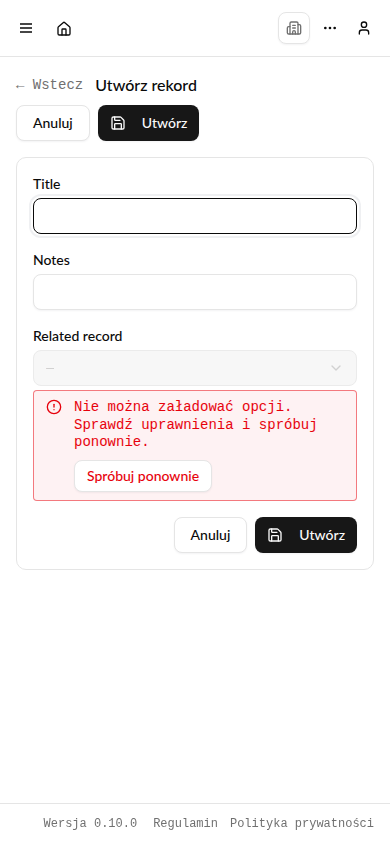 ← Wstecz Utwórz rekord
Anuluj Utwórz
Title
Notes
Related record
—
Nie można załadować opcji.
Sprawdź uprawnienia i spróbuj
ponownie.
Spróbuj ponownie
Anuluj Utwórz
Wersja 0.10.0 Regulamin Polityka prywatności